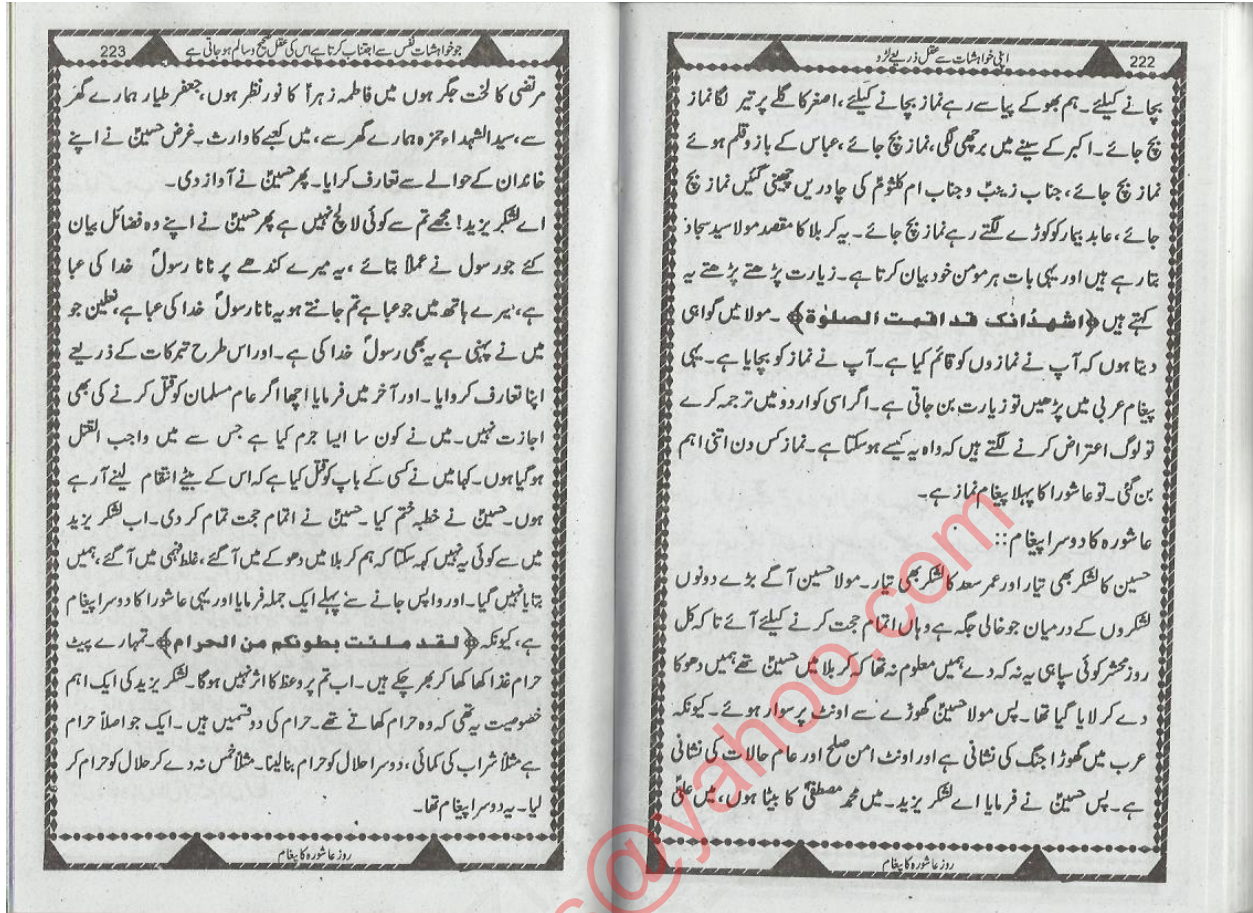 222
اپنی خواہشات سے عقل ذریعے لڑو
بچانے کیلئے۔ ہم بھوکے پیاسے رہے نماز بچانے کیلئے، اصغر کا گلے پر تیر لگا نماز
بچ جائے۔ اکبر کے سینے میں برچھی لگی، نماز بچ جائے، عباس کے بازو قلم ہوئے
نماز بچ جائے، جناب زینبؑ و جناب ام کلثومؑ کی چادریں چھینی گئیں نماز بچ
جائے، عابد بیمار کو کوڑے لگتے رہے نماز بچ جائے۔ یہ کربلا کا مقصد مولا سید سجاد
بتا رہے ہیں اور یہی بات ہر مومن خود بیان کرتا ہے۔ زیارت پڑھتے پڑھتے یہ
کہتے ہیں ﴿اشھدُ انک قد اقمت الصلوٰۃ﴾ ۔ مولا میں گواہی
دیتا ہوں کہ آپ نے نمازوں کو قائم کیا ہے۔ آپ نے نماز کو بچایا ہے۔ یہی
پیغام عربی میں پڑھیں تو زیارت بن جاتی ہے۔ اگر اسی کو اردو میں ترجمہ کرے
تو لوگ اعتراض کرنے لگتے ہیں کہ واہ یہ کیسے ہوسکتا ہے۔ نماز کس دن اتنی اہم
بن گئی۔ تو عاشورا کا پہلا پیغام نماز ہے۔
عاشورہ کا دوسرا پیغام::
حسین کا لشکر بھی تیار اور عمر سعد کا لشکر بھی تیار۔ مولا حسین آگے بڑے دونوں
لشکروں کے درمیان جو خالی جگہ ہے وہاں اتمام حجت کرنے کیلئے آئے تاکہ کل
روز محشر کوئی سپاہی یہ نہ کہہ دے ہمیں معلوم نہ تھا کہ کربلا میں حسینؑ تھے ہمیں دھوکا
دے کر لایا گیا تھا۔ پس مولا حسینؑ گھوڑے سے اونٹ پر سوار ہوئے۔ کیونکہ
عرب میں گھوڑا جنگ کی نشانی ہے اور اونٹ امن صلح اور عام حالات کی نشانی
ہے۔ پس حسینؑ نے فرمایا اے لشکر یزید۔ میں محمد مصطفیٰؐ کا بیٹا ہوں، میں علیؑ
روز عاشورہ کا پیغام
جو خواہشات نفس سے اجتناب کرتا ہے اس کی عقل صحیح و سالم ہو جاتی ہے
223
مرتضیٰ کا لخت جگر ہوں میں فاطمہ زہراؑ کا نور نظر ہوں، جعفر طیار ہمارے گھر
سے، سید الشہداء حمزہ ہمارے گھر سے، میں کعبے کا وارث۔ غرض حسینؑ نے اپنے
خاندان کے حوالے سے تعارف کرایا۔ پھر حسینؑ نے آواز دی۔
اے لشکر یزید! مجھے تم سے کوئی لالچ نہیں ہے پھر حسینؑ نے اپنے وہ فضائل بیان
کئے جو رسول نے عملاً بتائے، یہ میرے کندھے پر نانا رسولؐ خدا کی عبا
ہے، میرے ہاتھ میں جو عبا ہے تم جانتے ہو یہ نانا رسولؐ خدا کی عبا ہے، نعلین جو
میں نے پہنی ہے یہ بھی رسولؐ خدا کی ہے۔ اور اس طرح تبرکات کے ذریعے
اپنا تعارف کروایا۔ اور آخر میں فرمایا اچھا اگر عام مسلمان کو قتل کرنے کی بھی
اجازت نہیں۔ میں نے کون سا ایسا جرم کیا ہے جس سے میں واجب القتل
ہو گیا ہوں۔ کہا میں نے کسی کے باپ کو قتل کیا ہے کہ اس کے بیٹے انتقام لینے آ رہے
ہوں۔ حسینؑ نے خطبہ ختم کیا۔ حسینؑ نے اتمام حجت تمام کر دی۔ اب لشکر یزید
میں سے کوئی یہ نہیں کہہ سکتا کہ ہم کربلا میں دھوکے میں آ گئے، غلط فہمی میں آ گئے، ہمیں
بتایا نہیں گیا۔ اور واپس جانے سے پہلے ایک جملہ فرمایا اور یہی عاشورا کا دوسرا پیغام
ہے، کیونکہ ﴿لقد ملئت بطونکم من الحرام﴾۔ تمہارے پیٹ
حرام غذا کھا کھا کر بھر چکے ہیں۔ اب تم پر وعظ کا اثر نہیں ہوگا۔ لشکر یزید کی ایک اہم
خصوصیت یہ تھی کہ وہ حرام کھاتے تھے۔ حرام کی دو قسمیں ہیں۔ ایک جو اصلاً حرام
ہے مثلاً شراب کی کمائی، دوسرا حلال کو حرام بنا لینا۔ مثلاً خمس نہ دے کر حلال کو حرام کر
لیا۔ یہ دوسرا پیغام تھا۔
روز عاشورہ کا پیغام
s@yahoo.com